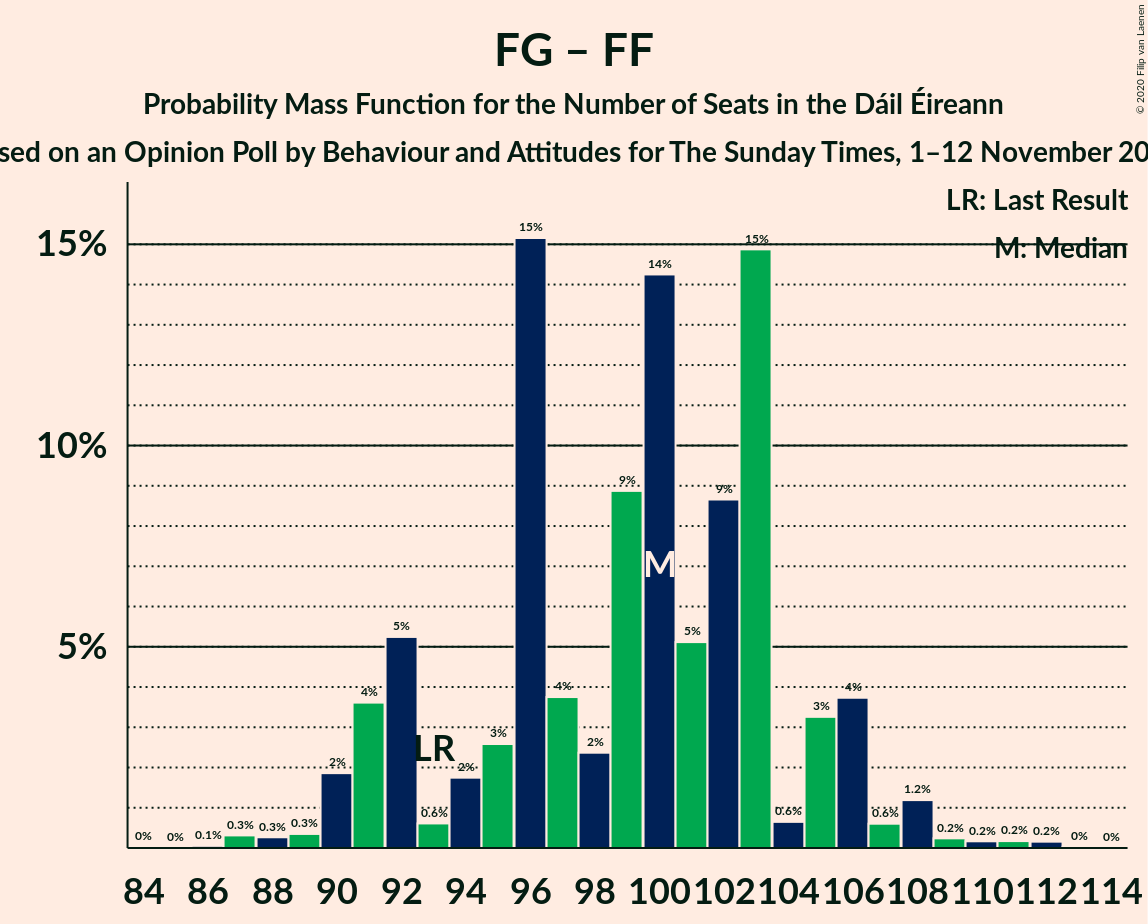 FG – FF
Probability Mass Function for the Number of Seats in the Dáil Éireann
sed on an Opinion Poll by Behaviour and Attitudes for The Sunday Times, 1–12 November 20
© 2020 Filip van Laenen
LR: Last Result
M: Median
15%
10%
5%
0% 0% 0.1% 0.3% 0.3% 0.3% 2% 4% 5% 0.6% 2% 3% 15% 4% 2% 9% 14% 5% 9% 15% 0.6% 3% 4% 0.6% 1.2% 0.2% 0.2% 0.2% 0.2% 0% 0%
LR
M
84 86 88 90 92 94 96 98 100 102 104 106 108 110 112 114